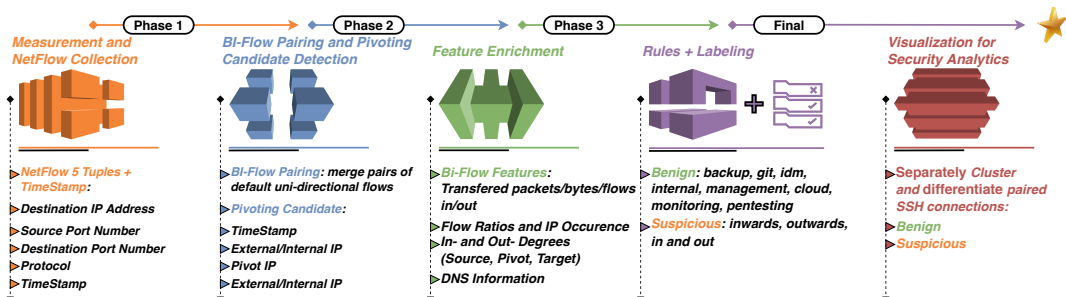 Phase 1
Phase 2
Phase 3
Final
Measurement and
NetFlow Collection
BI-Flow Pairing and Pivoting
Candidate Detection
Feature Enrichment
Rules + Labeling
Visualization for
Security Analytics
NetFlow 5 Tuples +
TimeStamp:
Destination IP Address
Source Port Number
Destination Port Number
Protocol
TimeStamp
BI-Flow Pairing: merge pairs of
default uni-directional flows
Pivoting Candidate:
TimeStamp
External/Internal IP
Pivot IP
External/Internal IP
Bi-Flow Features:
Transfered packets/bytes/flows
in/out
Flow Ratios and IP Occurence
In- and Out- Degrees
(Source, Pivot, Target)
DNS Information
Benign: backup, git, idm,
internal, management, cloud,
monitoring, pentesting
Suspicious: inwards, outwards,
in and out
Separately Cluster
and differentiate paired
SSH connections:
Benign
Suspicious